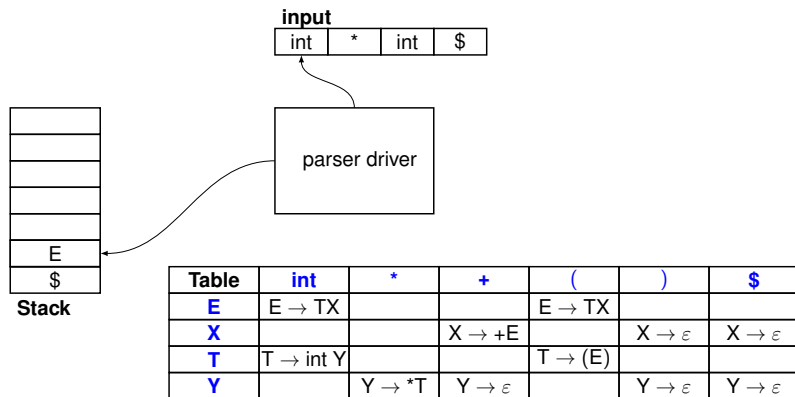 input
int * int $
parser driver
E
$
Stack
Table int * + ( ) $
E E → TX E → TX
X X → +E X → ε X → ε
T T → int Y T → (E)
Y Y → *T Y → ε Y → ε Y → ε